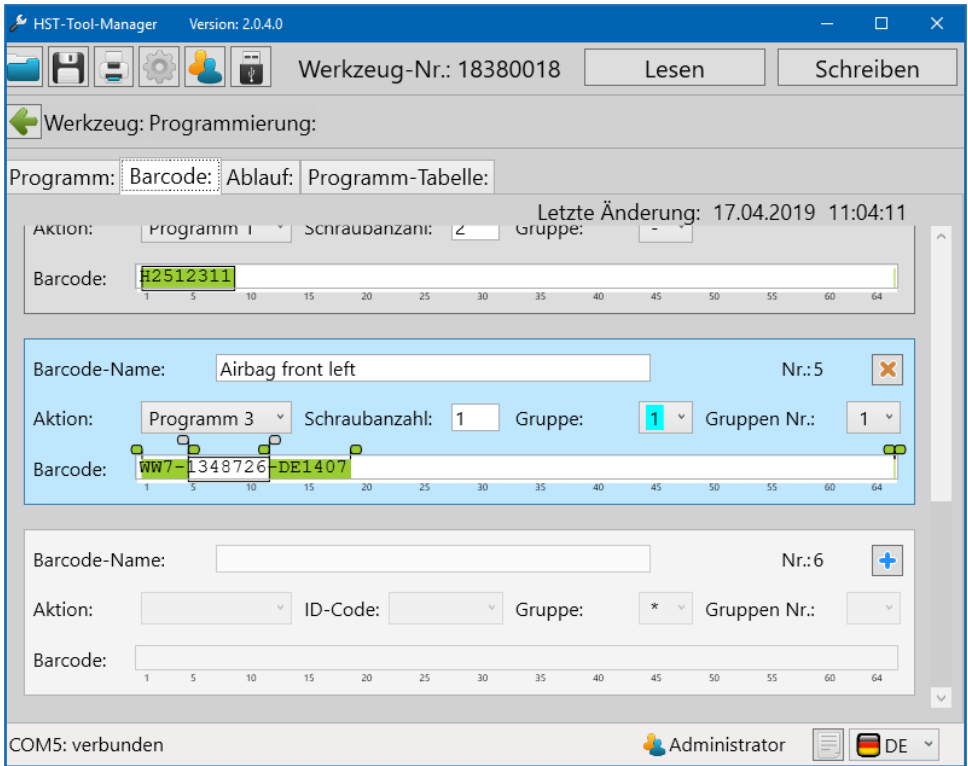 HST-Tool-Manager Version: 2.0.4.0
Werkzeug-Nr.: 18380018 Lesen Schreiben
Werkzeug: Programmierung:
Programm: Barcode: Ablauf: Programm-Tabelle:
Letzte Änderung: 17.04.2019 11:04:11
Aktion: Programm 1 Schraubanzahl: 2 Gruppe: -
Barcode: H2512311
1 5 10 15 20 25 30 35 40 45 50 55 60 64
Barcode-Name: Airbag front left Nr.: 5
Aktion: Programm 3 Schraubanzahl: 1 Gruppe: 1 Gruppen Nr.: 1
Barcode: WW7-1348726-DE1407
1 5 10 15 20 25 30 35 40 45 50 55 60 64
Barcode-Name: Nr.: 6
Aktion: ID-Code: Gruppe: * Gruppen Nr.:
Barcode:
1 5 10 15 20 25 30 35 40 45 50 55 60 64
COM5: verbunden Administrator DE